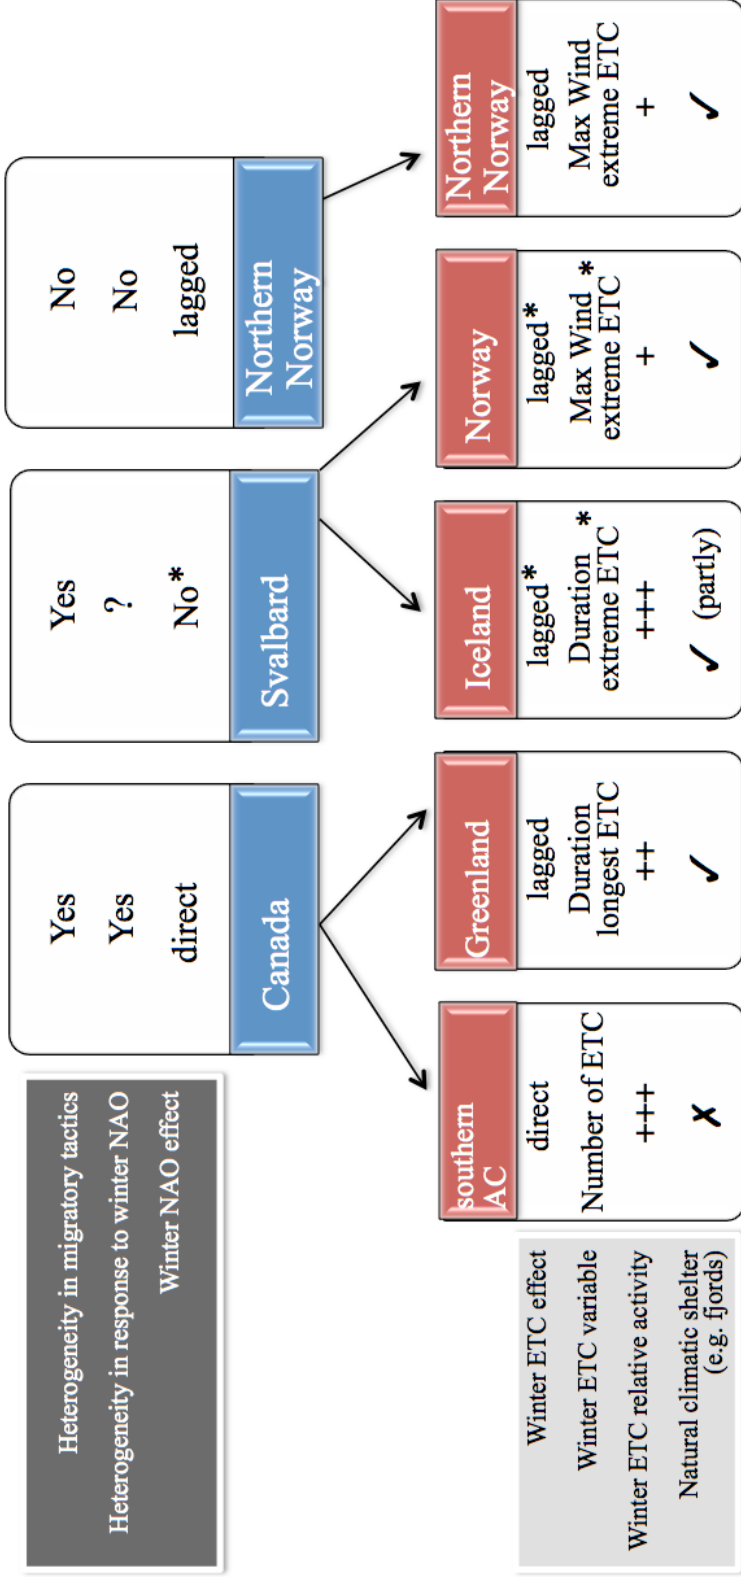 Heterogeneity in migratory tactics
Heterogeneity in response to winter NAO
Winter NAO effect
Yes
Yes
direct
Canada
Yes
?
No*
Svalbard
No
No
lagged
Northern
Norway
Winter ETC effect
Winter ETC variable
Winter ETC relative activity
Natural climatic shelter
(e.g. fjords)
southern
AC
direct
Number of ETC
+++
✗
Greenland
lagged
Duration
longest ETC
++
✓
Iceland
lagged*
Duration
extreme ETC*
+++
✓ (partly)
Norway
lagged*
Max Wind
extreme ETC*
+
✓
Northern
Norway
lagged
Max Wind
extreme ETC
+
✓